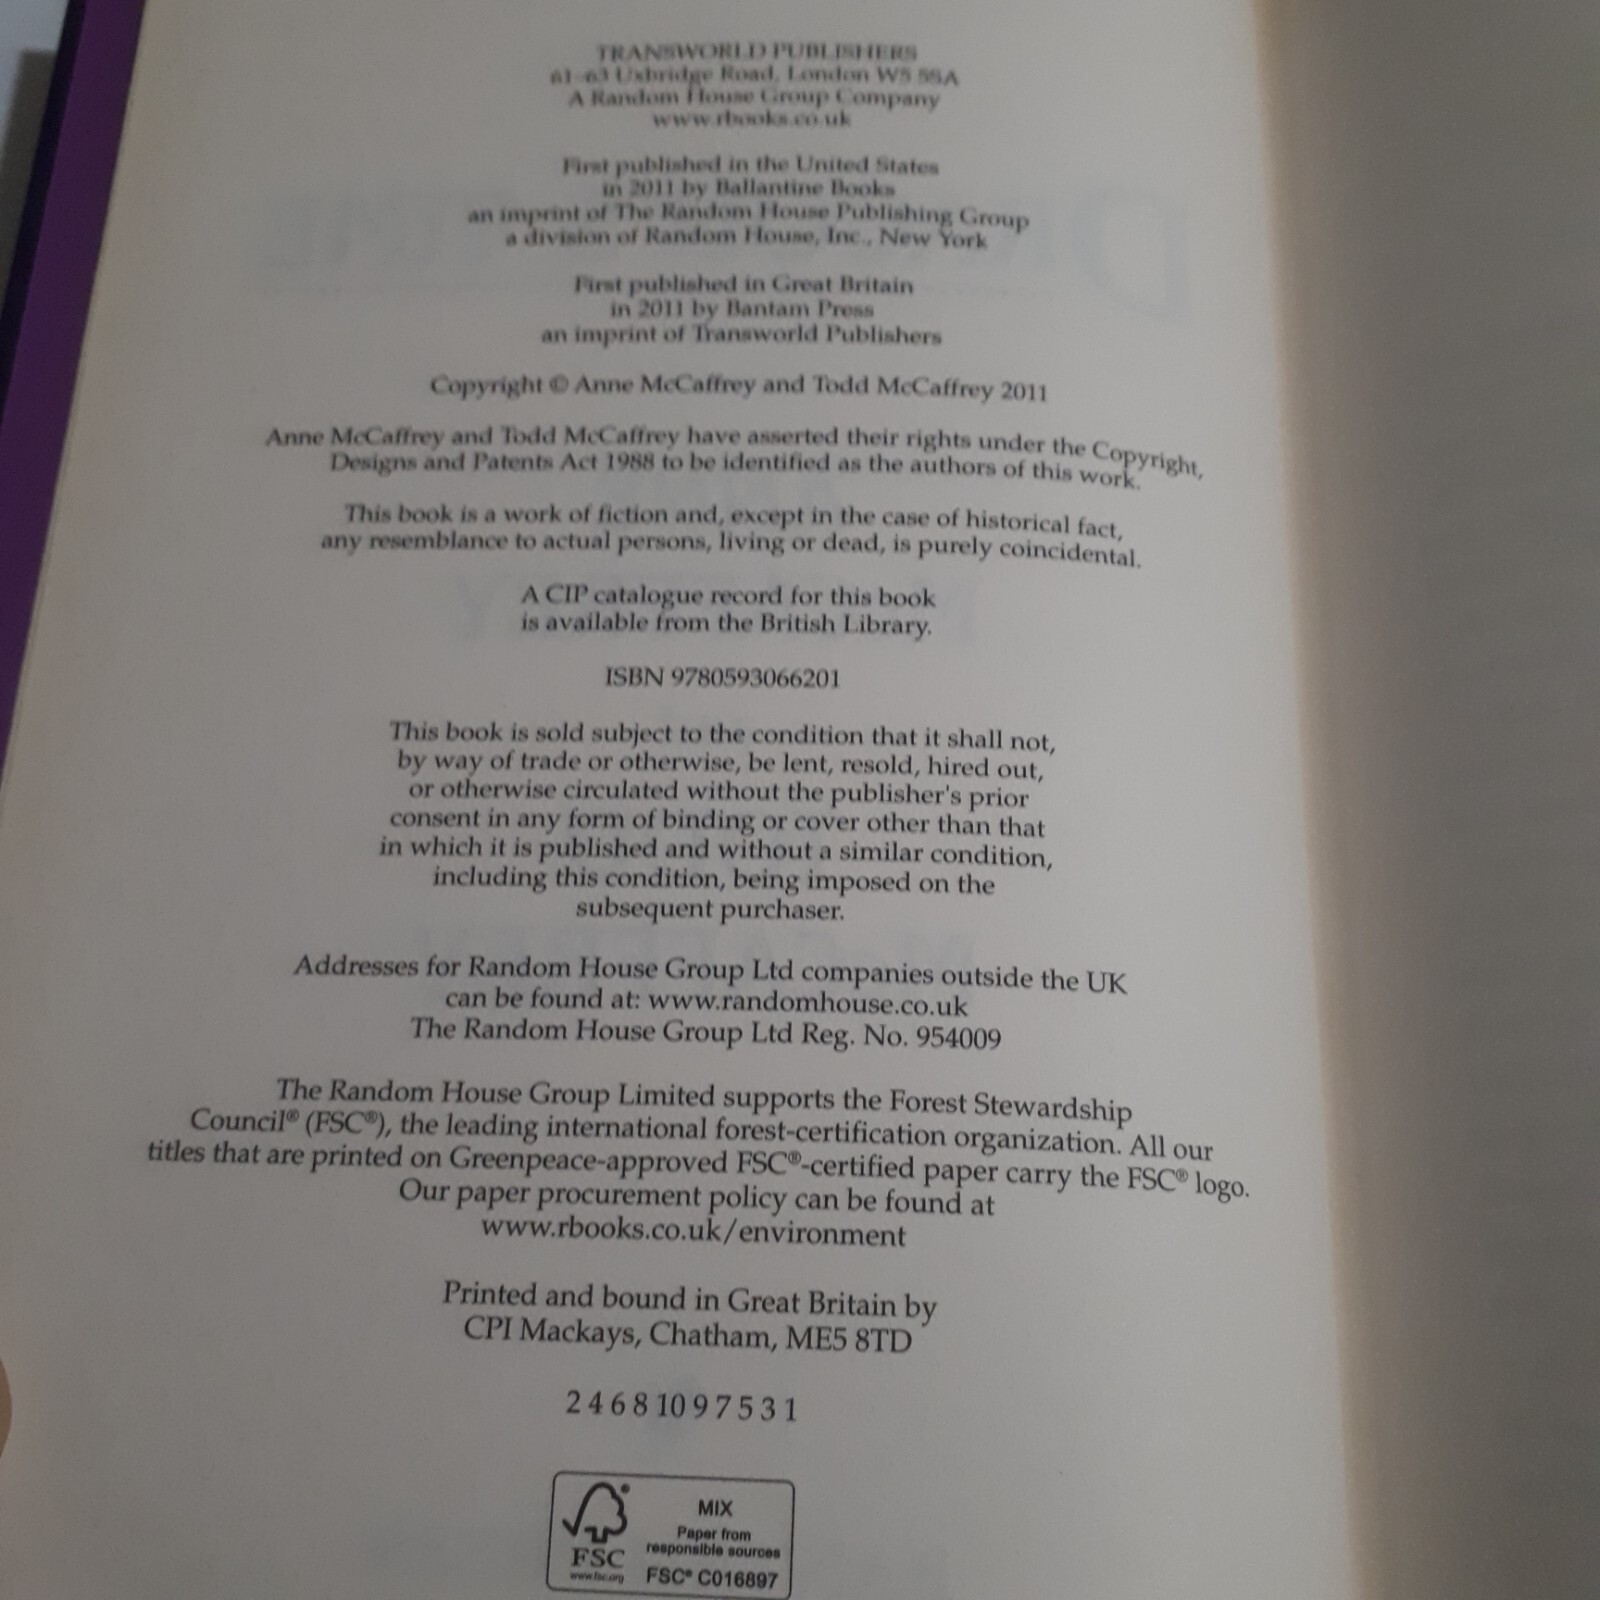 TRANSWORLD PUBLISHERS
61–63 Uxbridge Road, London W5 5SA
A Random House Group Company
www.rbooks.co.uk
First published in the United States
in 2011 by Ballantine Books
an imprint of The Random House Publishing Group
a division of Random House, Inc., New York
First published in Great Britain
in 2011 by Bantam Press
an imprint of Transworld Publishers
Copyright © Anne McCaffrey and Todd McCaffrey 2011
Anne McCaffrey and Todd McCaffrey have asserted their rights under the Copyright,
Designs and Patents Act 1988 to be identified as the authors of this work.
This book is a work of fiction and, except in the case of historical fact,
any resemblance to actual persons, living or dead, is purely coincidental.
A CIP catalogue record for this book
is available from the British Library.
ISBN 9780593066201
This book is sold subject to the condition that it shall not,
by way of trade or otherwise, be lent, resold, hired out,
or otherwise circulated without the publisher's prior
consent in any form of binding or cover other than that
in which it is published and without a similar condition,
including this condition, being imposed on the
subsequent purchaser.
Addresses for Random House Group Ltd companies outside the UK
can be found at: www.randomhouse.co.uk
The Random House Group Ltd Reg. No. 954009
The Random House Group Limited supports the Forest Stewardship
Council® (FSC®), the leading international forest-certification organization. All our
titles that are printed on Greenpeace-approved FSC®-certified paper carry the FSC® logo.
Our paper procurement policy can be found at
www.rbooks.co.uk/environment
Printed and bound in Great Britain by
CPI Mackays, Chatham, ME5 8TD
2 4 6 8 10 9 7 5 3 1
MIX
Paper from
responsible sources
FSC® C016897
FSC
www.fsc.org